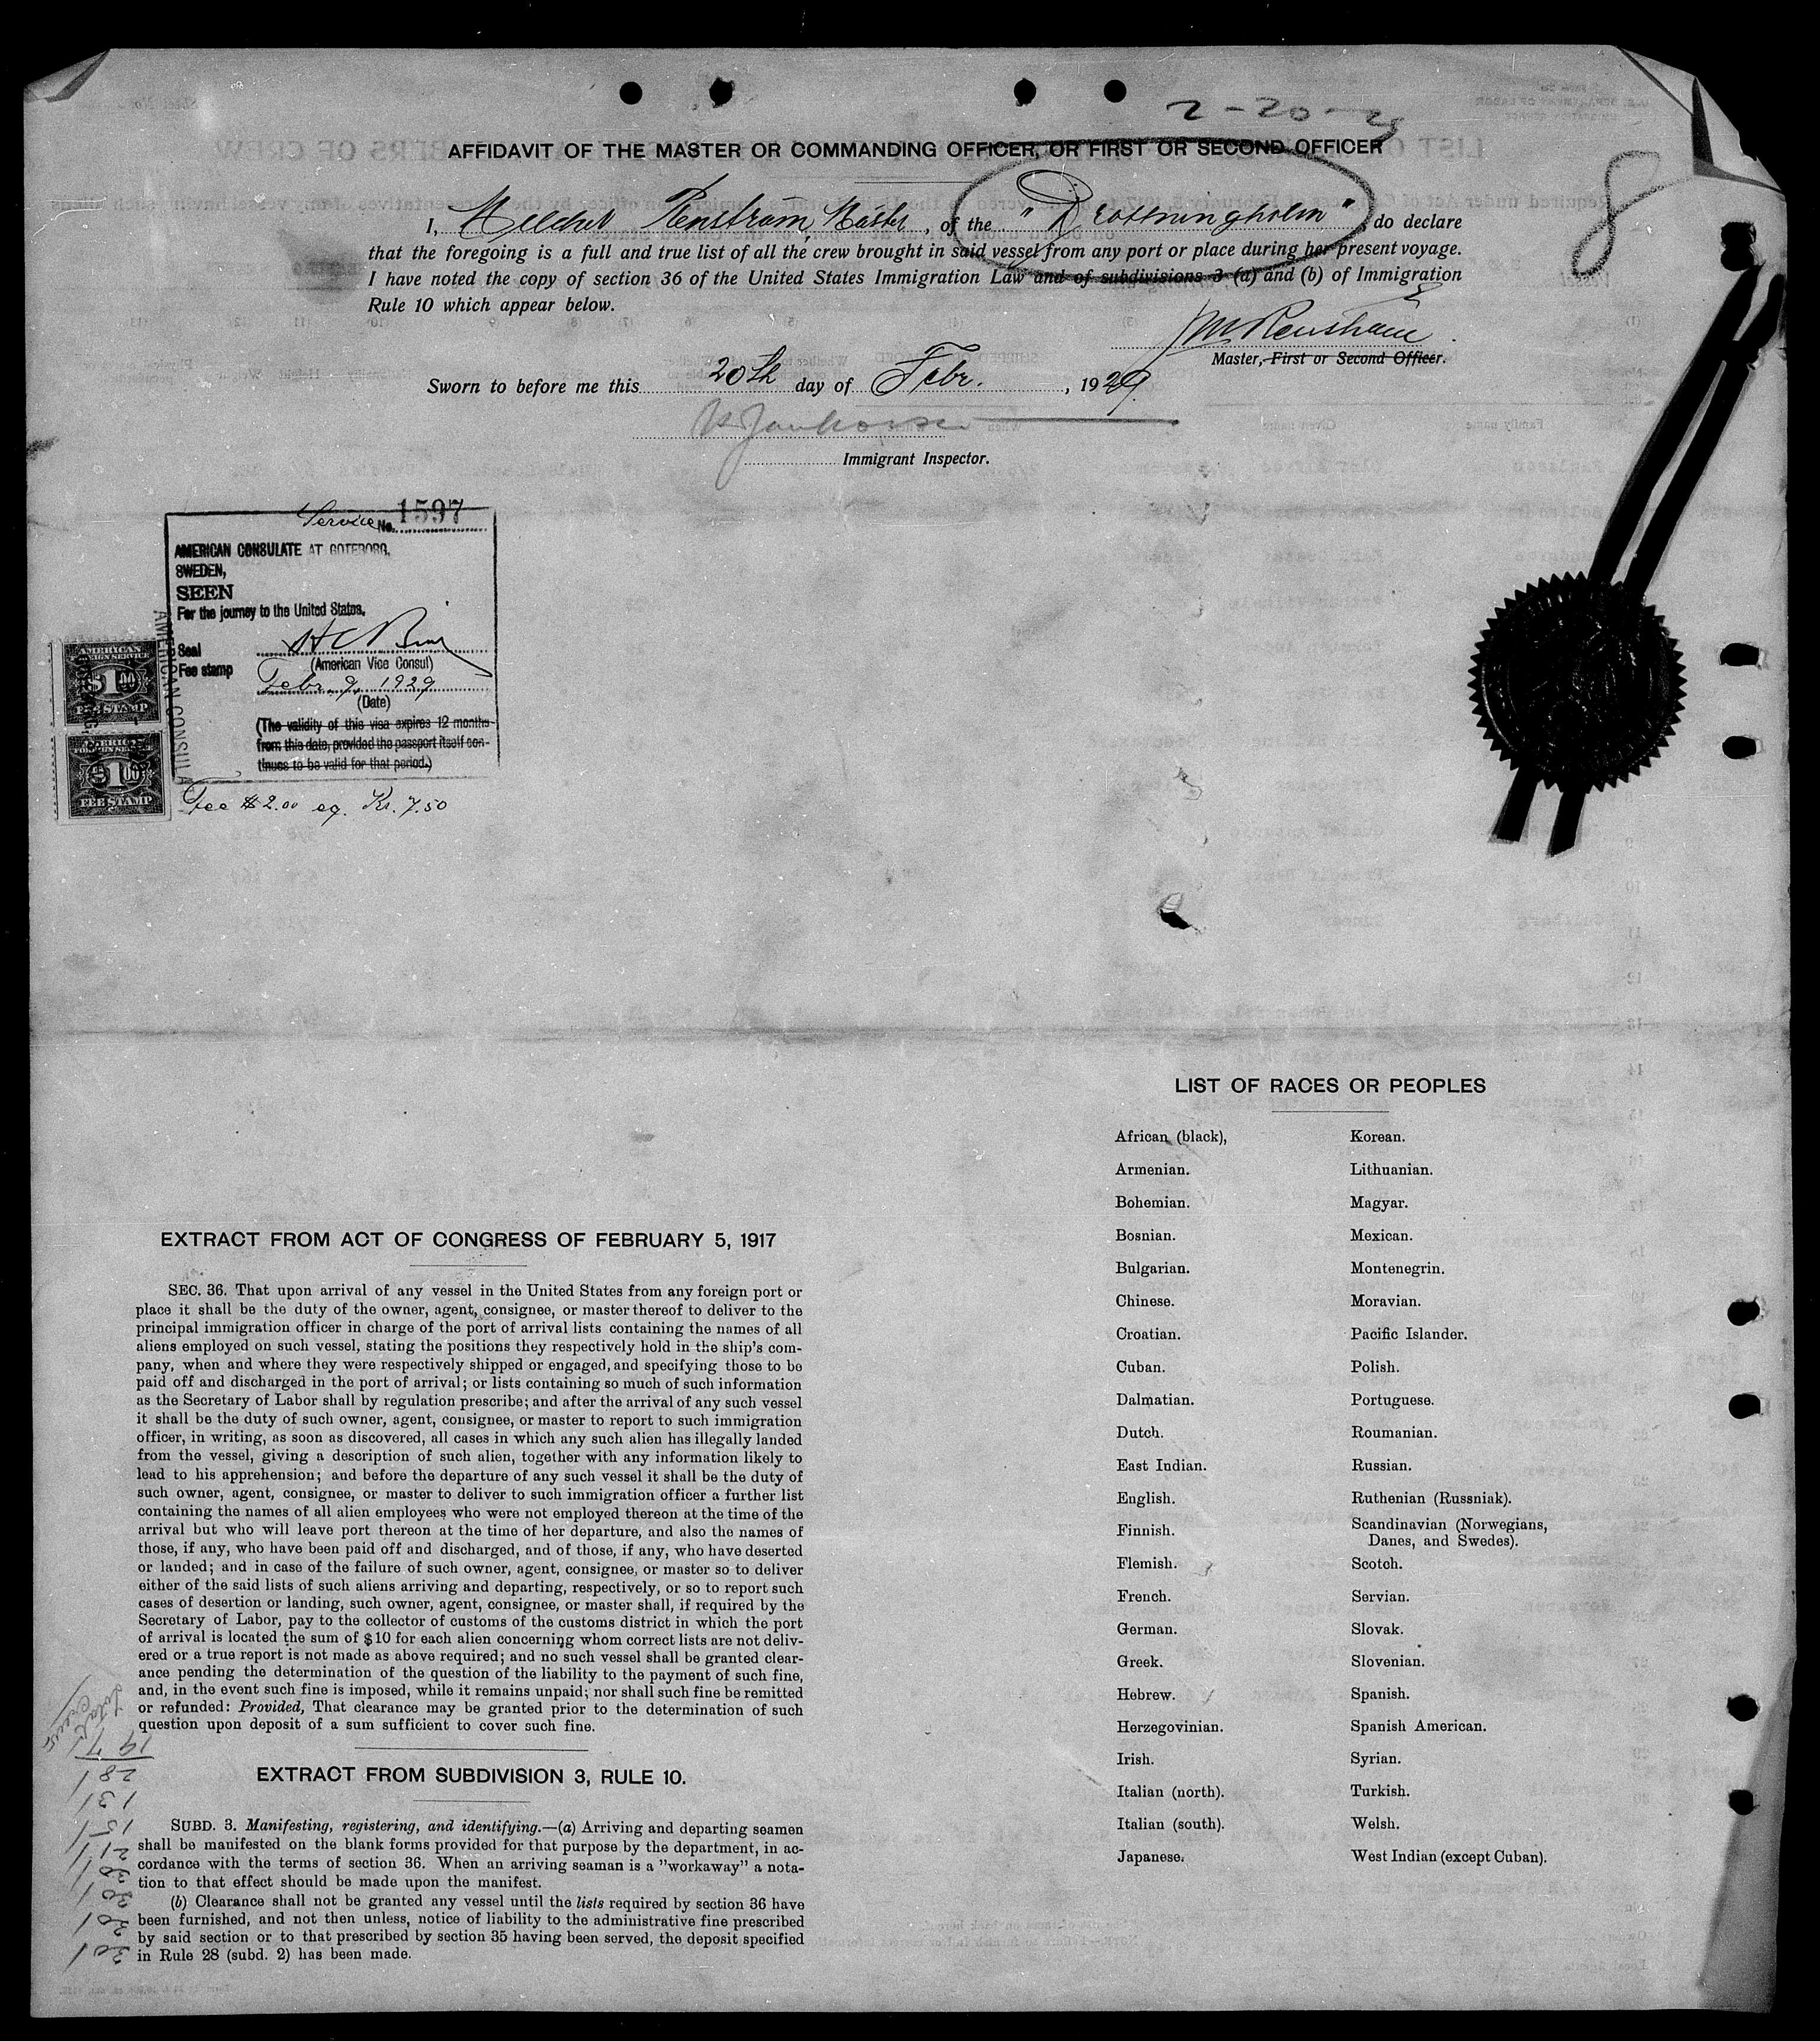 2-20-29
8
AFFIDAVIT OF THE MASTER OR COMMANDING OFFICER, OR FIRST OR SECOND OFFICER
I, Melcher Renstram, Master, of the "Drottningholm" do declare
that the foregoing is a full and true list of all the crew brought in said vessel from any port or place during her present voyage.
I have noted the copy of section 36 of the United States Immigration Law and of subdivisions 3 (a) and (b) of Immigration
Rule 10 which appear below.
Master, First or Second Officer.
Sworn to before me this 20th day of Febr., 1929.
Immigrant Inspector.
Service No. 1597
AMERICAN CONSULATE AT GOTEBORG,
SWEDEN,
SEEN
For the journey to the United States.
Seal
Fee stamp
(American Vice Consul)
Febr. 9, 1929
(Date)
(The validity of this visa expires 12 months
from this date, provided the passport itself con-
tinues to be valid for that period.)
Fee $2.00 eq. Kr. 7.50
AMERICAN CONSUL
AMERICAN
FOREIGN SERVICE
$1.00
FEE STAMP
AMERICAN
FOREIGN SERVICE
$1.00
FEE STAMP
EXTRACT FROM ACT OF CONGRESS OF FEBRUARY 5, 1917
SEC. 36. That upon arrival of any vessel in the United States from any foreign port or
place it shall be the duty of the owner, agent, consignee, or master thereof to deliver to the
principal immigration officer in charge of the port of arrival lists containing the names of all
aliens employed on such vessel, stating the positions they respectively hold in the ship's com-
pany, when and where they were respectively shipped or engaged, and specifying those to be
paid off and discharged in the port of arrival; or lists containing so much of such information
as the Secretary of Labor shall by regulation prescribe; and after the arrival of any such vessel
it shall be the duty of such owner, agent, consignee, or master to report to such immigration
officer, in writing, as soon as discovered, all cases in which any such alien has illegally landed
from the vessel, giving a description of such alien, together with any information likely to
lead to his apprehension; and before the departure of any such vessel it shall be the duty of
such owner, agent, consignee, or master to deliver to such immigration officer a further list
containing the names of all alien employees who were not employed thereon at the time of the
arrival but who will leave port thereon at the time of her departure, and also the names of
those, if any, who have been paid off and discharged, and of those, if any, who have deserted
or landed; and in case of the failure of such owner, agent, consignee, or master so to deliver
either of the said lists of such aliens arriving and departing, respectively, or so to report such
cases of desertion or landing, such owner, agent, consignee, or master shall, if required by the
Secretary of Labor, pay to the collector of customs of the customs district in which the port
of arrival is located the sum of $10 for each alien concerning whom correct lists are not deliv-
ered or a true report is not made as above required; and no such vessel shall be granted clear-
ance pending the determination of the question of the liability to the payment of such fine,
and, in the event such fine is imposed, while it remains unpaid; nor shall such fine be remitted
or refunded: Provided, That clearance may be granted prior to the determination of such
question upon deposit of a sum sufficient to cover such fine.
EXTRACT FROM SUBDIVISION 3, RULE 10.
SUBD. 3. Manifesting, registering, and identifying.—(a) Arriving and departing seamen
shall be manifested on the blank forms provided for that purpose by the department, in ac-
cordance with the terms of section 36. When an arriving seaman is a "workaway" a nota-
tion to that effect should be made upon the manifest.
(b) Clearance shall not be granted any vessel until the lists required by section 36 have
been furnished, and not then unless, notice of liability to the administrative fine prescribed
by said section or to that prescribed by section 35 having been served, the deposit specified
in Rule 28 (subd. 2) has been made.
LIST OF RACES OR PEOPLES
African (black),
Armenian.
Bohemian.
Bosnian.
Bulgarian.
Chinese.
Croatian.
Cuban.
Dalmatian.
Dutch.
East Indian.
English.
Finnish.
Flemish.
French.
German.
Greek.
Hebrew.
Herzegovinian.
Irish.
Italian (north).
Italian (south).
Japanese.
Korean.
Lithuanian.
Magyar.
Mexican.
Montenegrin.
Moravian.
Pacific Islander.
Polish.
Portuguese.
Roumanian.
Russian.
Ruthenian (Russniak).
Scandinavian (Norwegians,
Danes, and Swedes).
Scotch.
Servian.
Slovak.
Slovenian.
Spanish.
Spanish American.
Syrian.
Turkish.
Welsh.
West Indian (except Cuban).